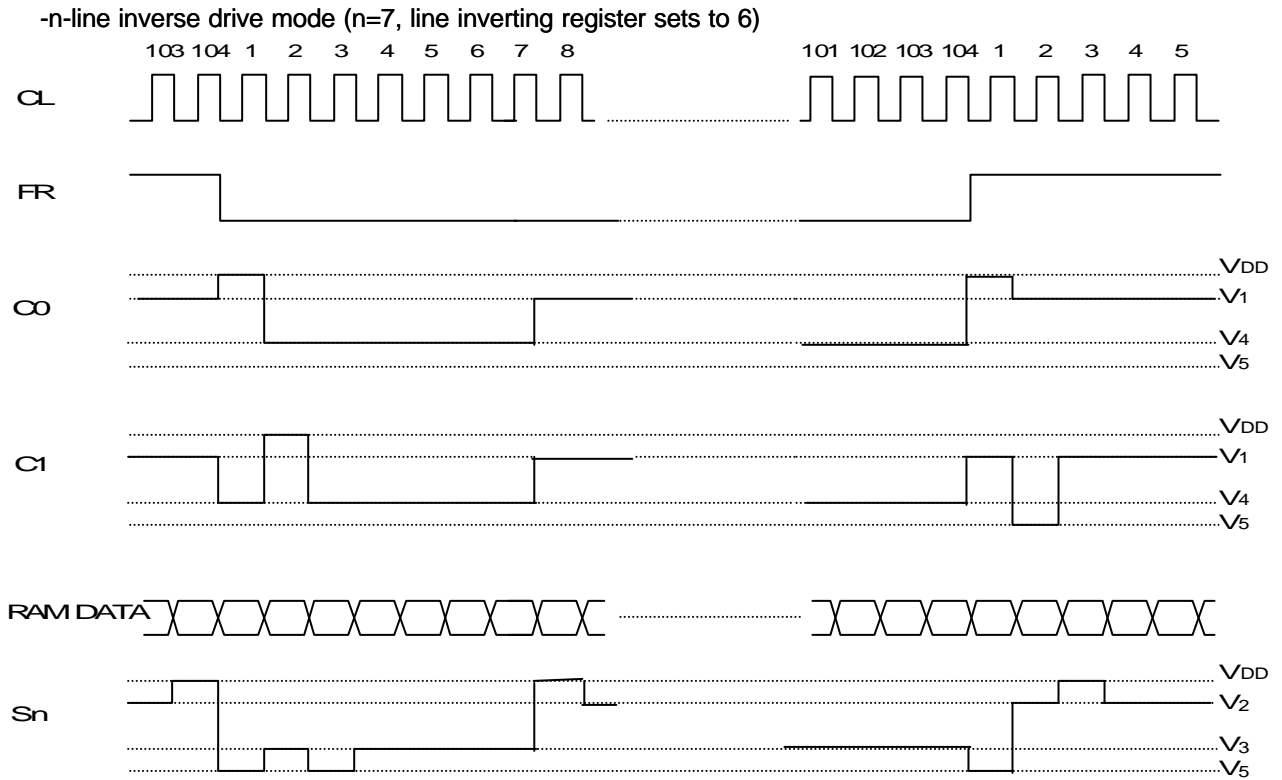 -n-line inverse drive mode (n=7, line inverting register sets to 6)
103 104 1 2 3 4 5 6 7 8 101 102 103 104 1 2 3 4 5
CL
FR
VDD
C0
V1
V4
V5
VDD
C1
V1
V4
V5
RAM DATA
VDD
Sn
V2
V3
V5